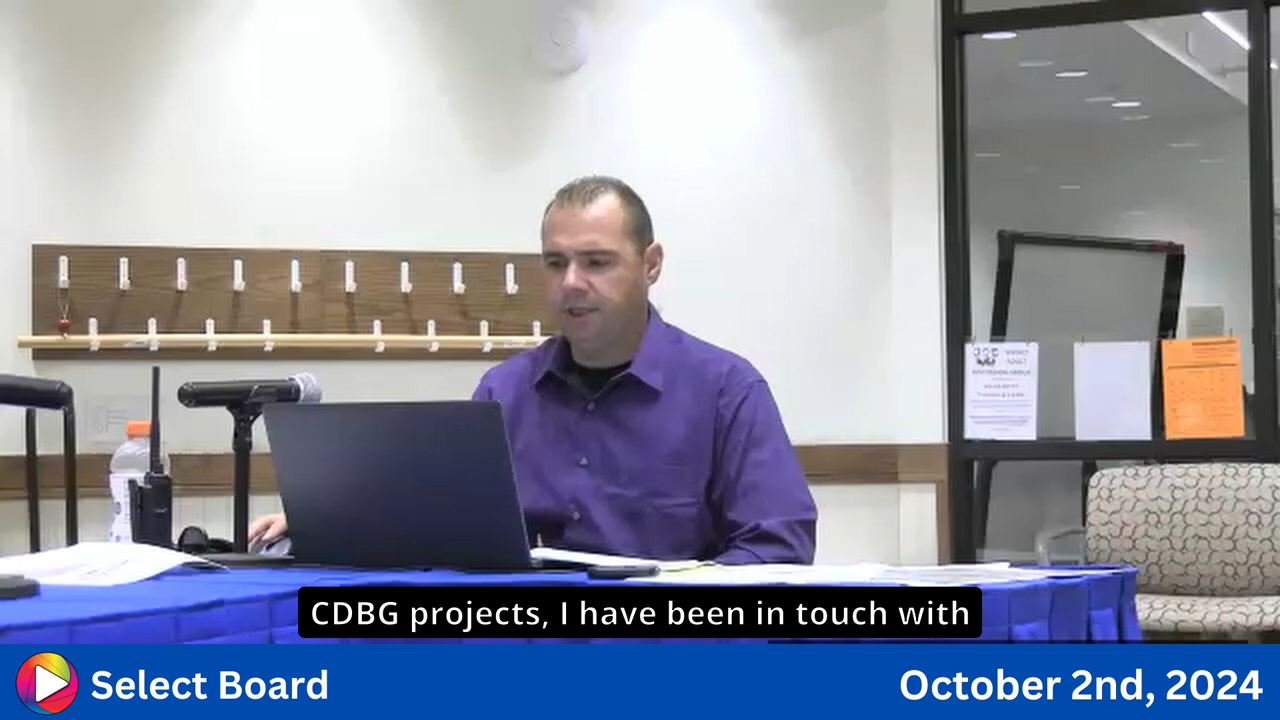 CDBG projects, I have been in touch with
Select Board
October 2nd, 2024